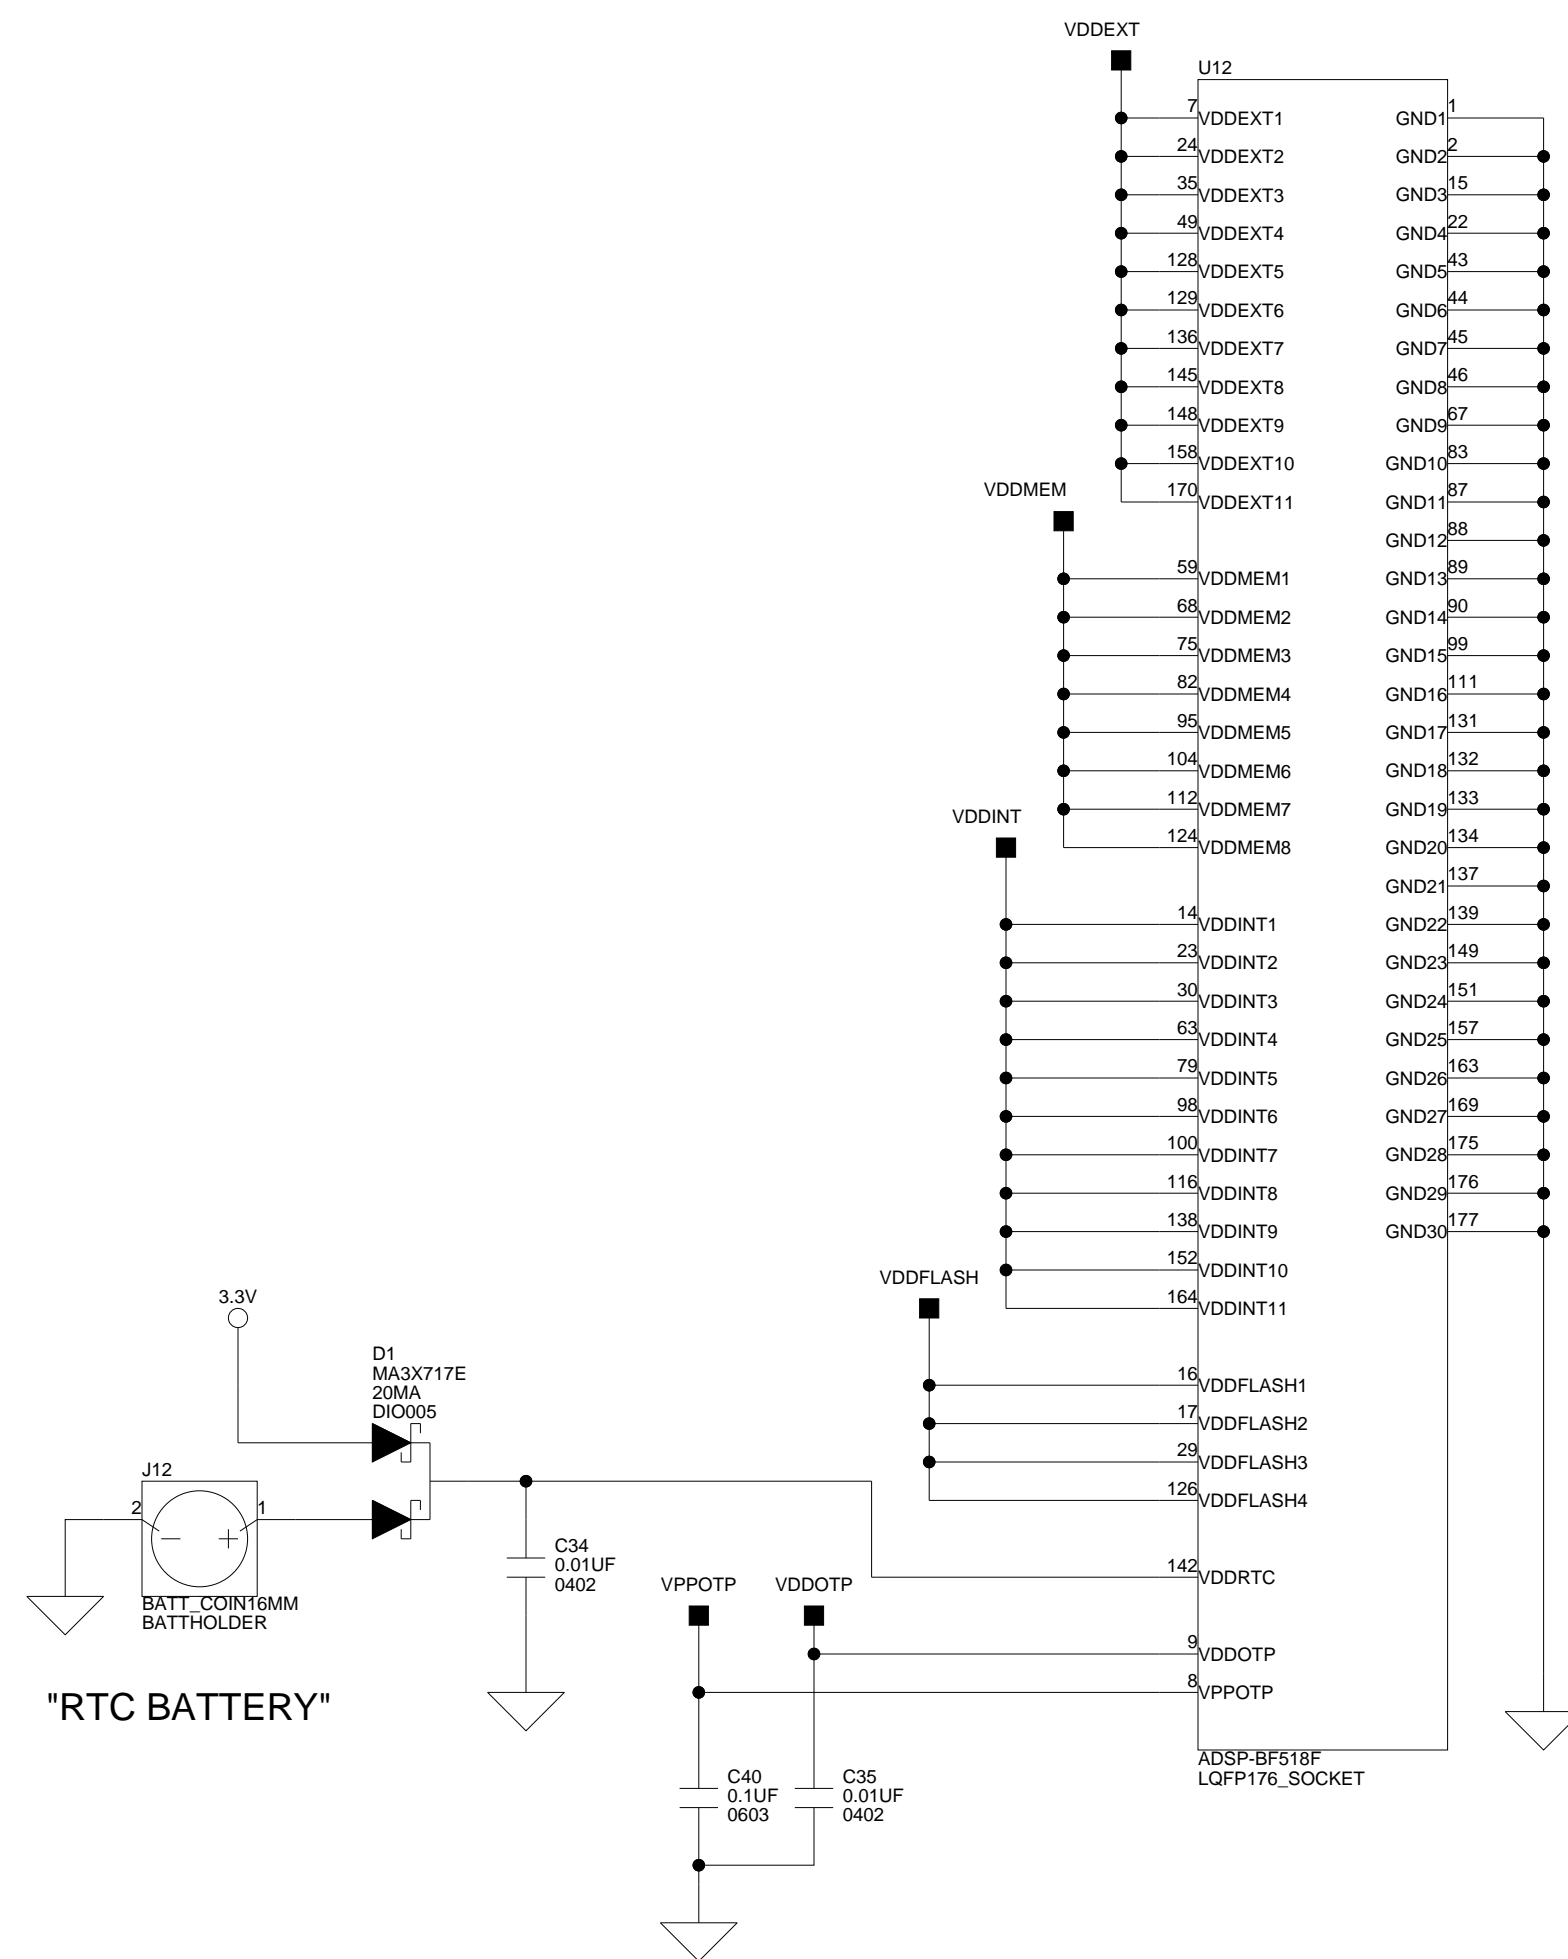 VDDEXT
U12
7
VDDEXT1
GND1
1
24
VDDEXT2
GND2
2
35
VDDEXT3
GND3
15
49
VDDEXT4
GND4
22
128
VDDEXT5
GND5
43
129
VDDEXT6
GND6
44
136
VDDEXT7
GND7
45
145
VDDEXT8
GND8
46
148
VDDEXT9
GND9
67
158
VDDEXT10
GND10
83
VDDMEM
170
VDDEXT11
GND11
87
GND12
88
59
VDDMEM1
GND13
89
68
VDDMEM2
GND14
90
75
VDDMEM3
GND15
99
82
VDDMEM4
GND16
111
95
VDDMEM5
GND17
131
104
VDDMEM6
GND18
132
112
VDDMEM7
GND19
133
VDDINT
124
VDDMEM8
GND20
134
GND21
137
14
VDDINT1
GND22
139
23
VDDINT2
GND23
149
30
VDDINT3
GND24
151
63
VDDINT4
GND25
157
79
VDDINT5
GND26
163
98
VDDINT6
GND27
169
100
VDDINT7
GND28
175
116
VDDINT8
GND29
176
138
VDDINT9
GND30
177
152
VDDINT10
VDDFLASH
164
VDDINT11
3.3V
D1
MA3X717E
20MA
DIO005
16
VDDFLASH1
17
VDDFLASH2
29
VDDFLASH3
126
VDDFLASH4
J12
2
1
BATT_COIN16MM
BATTHOLDER
C34
0.01UF
0402
142
VDDRTC
VPPOTP
VDDOTP
9
VDDOTP
8
VPPOTP
"RTC BATTERY"
ADSP-BF518F
LQFP176_SOCKET
C40
0.1UF
0603
C35
0.01UF
0402